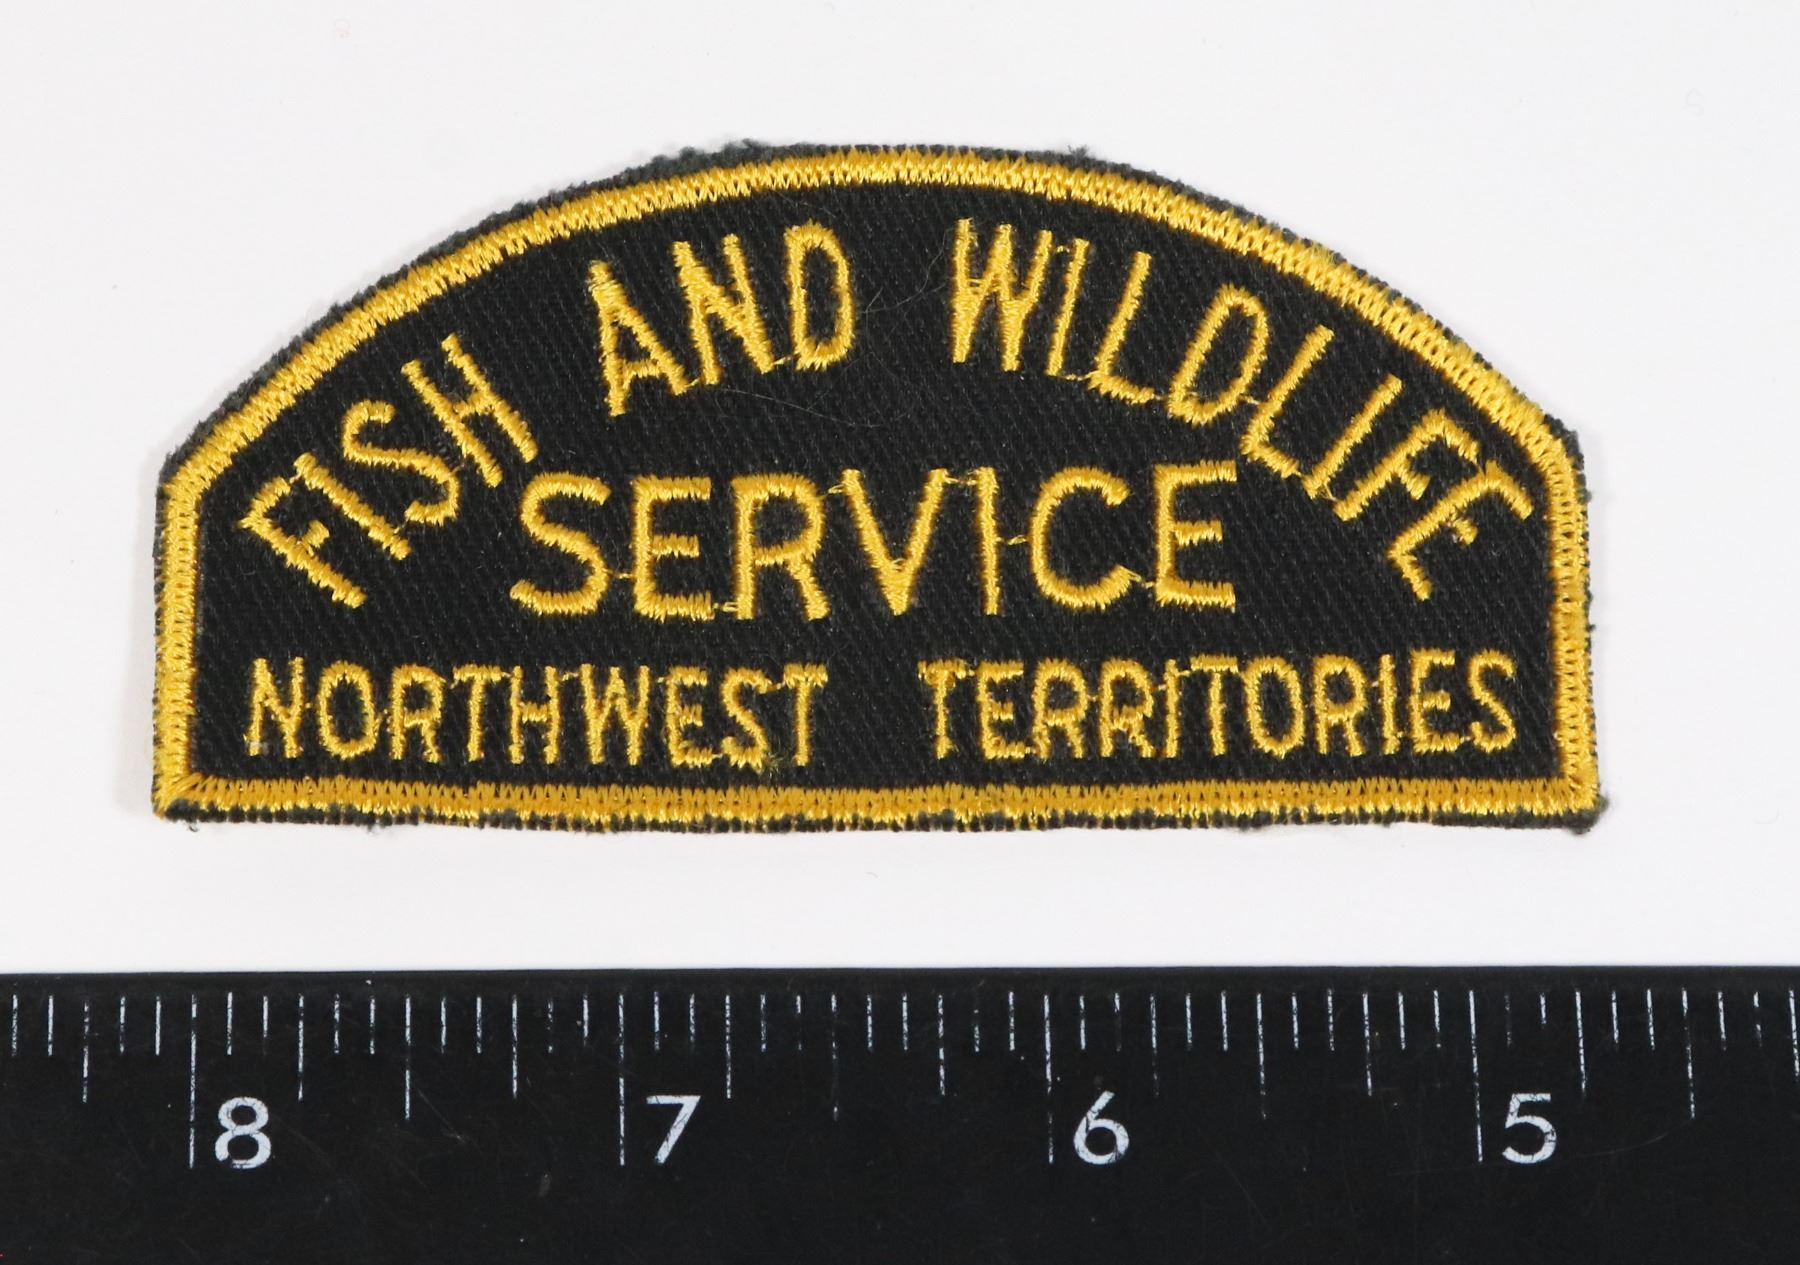 FISH AND WILDLIFE
SERVICE
NORTHWEST TERRITORIES
8 7 6 5